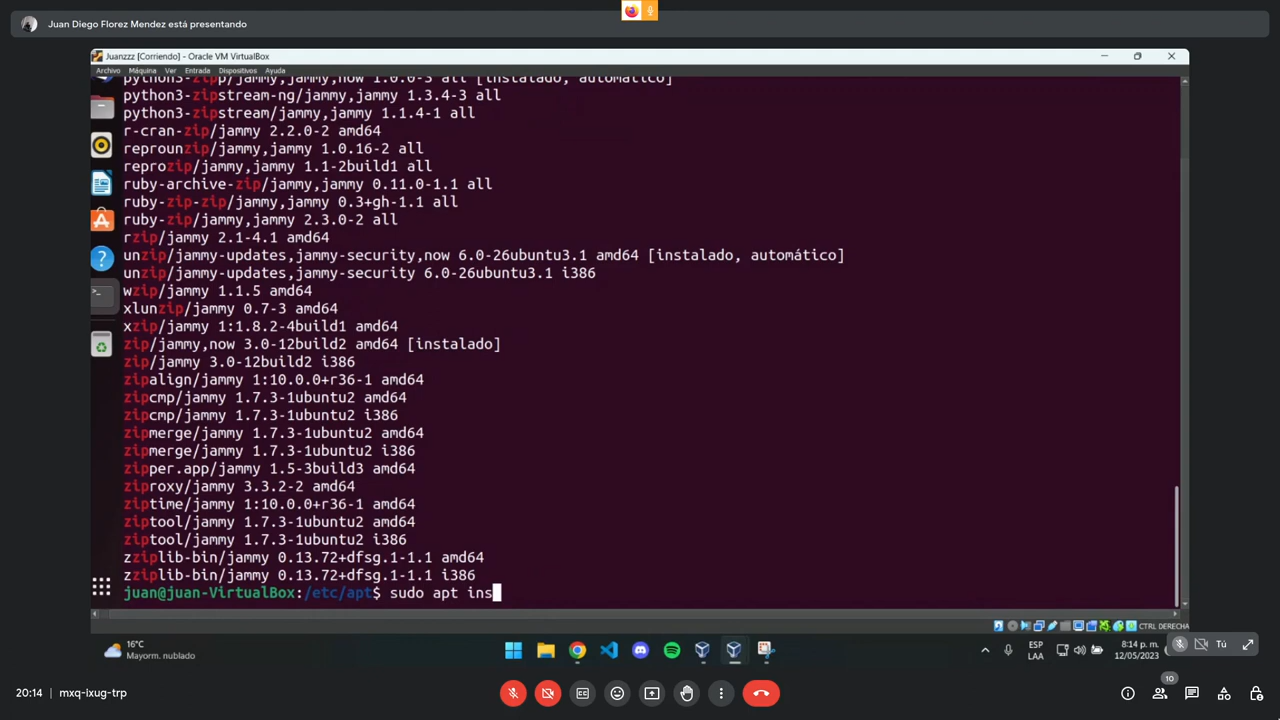 Juan Diego Florez Mendez está presentando
Juanzzz [Corriendo] - Oracle VM VirtualBox
Archivo Máquina Ver Entrada Dispositivos Ayuda
python3-zipp/jammy,jammy,now 1.0.0-3 all [instalado, automático]
python3-zipstream-ng/jammy,jammy 1.3.4-3 all
python3-zipstream/jammy,jammy 1.1.4-1 all
r-cran-zip/jammy 2.2.0-2 amd64
reprounzip/jammy,jammy 1.0.16-2 all
reprozip/jammy,jammy 1.1-2build1 all
ruby-archive-zip/jammy,jammy 0.11.0-1.1 all
ruby-zip-zip/jammy,jammy 0.3+gh-1.1 all
ruby-zip/jammy,jammy 2.3.0-2 all
rzip/jammy 2.1-4.1 amd64
unzip/jammy-updates,jammy-security,now 6.0-26ubuntu3.1 amd64 [instalado, automático]
unzip/jammy-updates,jammy-security 6.0-26ubuntu3.1 i386
wzip/jammy 1.1.5 amd64
xlunzip/jammy 0.7-3 amd64
xzip/jammy 1:1.8.2-4build1 amd64
zip/jammy,now 3.0-12build2 amd64 [instalado]
zip/jammy 3.0-12build2 i386
zipalign/jammy 1:10.0.0+r36-1 amd64
zipcmp/jammy 1.7.3-1ubuntu2 amd64
zipcmp/jammy 1.7.3-1ubuntu2 i386
zipmerge/jammy 1.7.3-1ubuntu2 amd64
zipmerge/jammy 1.7.3-1ubuntu2 i386
zipper.app/jammy 1.5-3build3 amd64
ziproxy/jammy 3.3.2-2 amd64
ziptime/jammy 1:10.0.0+r36-1 amd64
ziptool/jammy 1.7.3-1ubuntu2 amd64
ziptool/jammy 1.7.3-1ubuntu2 i386
zziplib-bin/jammy 0.13.72+dfsg.1-1.1 amd64
zziplib-bin/jammy 0.13.72+dfsg.1-1.1 i386
juan@juan-VirtualBox:/etc/apt$ sudo apt ins
CTRL DERECHA
16°C
Mayorm. nublado
ESP
LAA
8:14 p. m.
12/05/2023
Tú
20:14
mxq-ixug-trp
10